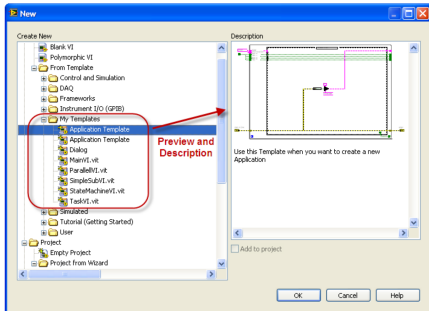 New
Create New
Description
Blank VI
Polymorphic VI
From Template
Control and Simulation
DAQ
Frameworks
Instrument I/O (GPIB)
My Templates
Application Template
Application Template
Dialog
MainVI.vit
ParallelVI.vit
SimpleSubVI.vit
StateMachineVI.vit
TaskVI.vit
Simulated
Tutorial (Getting Started)
User
Project
Empty Project
Project from Wizard
Preview and
Description
Use this Template when you want to create a new
Application
Add to project
OK
Cancel
Help